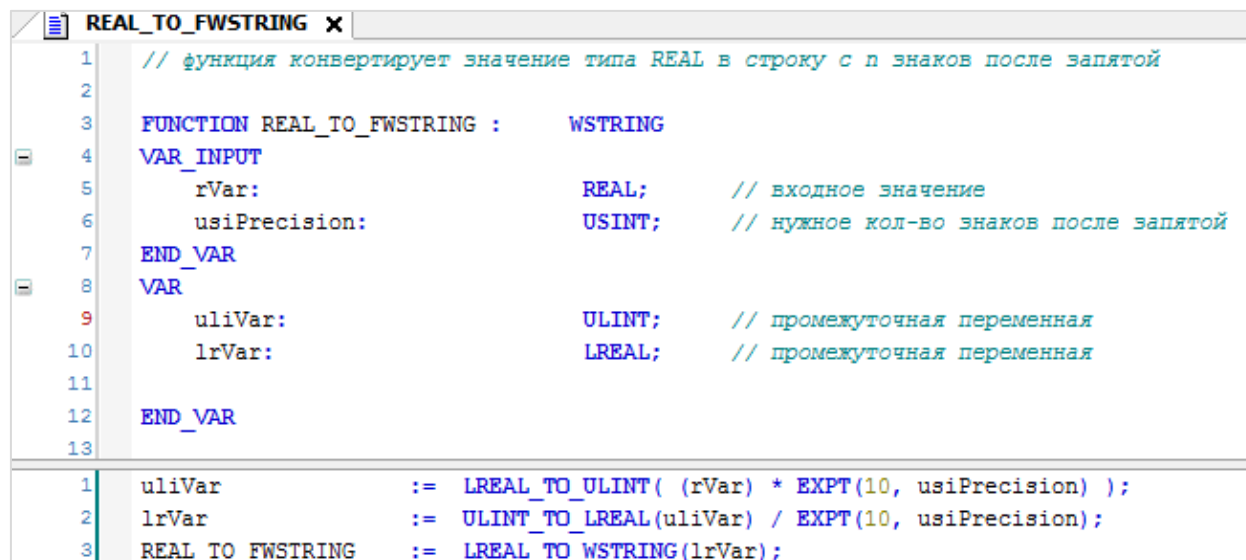 REAL_TO_FWSTRING X
1 // функция конвертирует значение типа REAL в строку с n знаков после запятой
2
3 FUNCTION REAL_TO_FWSTRING : WSTRING
4 VAR_INPUT
5 rVar: REAL; // входное значение
6 usiPrecision: USINT; // нужное кол-во знаков после запятой
7 END_VAR
8 VAR
9 uliVar: ULINT; // промежуточная переменная
10 lrVar: LREAL; // промежуточная переменная
11
12 END_VAR
13
1 uliVar := LREAL_TO_ULINT( (rVar) * EXPT(10, usiPrecision) );
2 lrVar := ULINT_TO_LREAL(uliVar) / EXPT(10, usiPrecision);
3 REAL_TO_FWSTRING := LREAL_TO_WSTRING(lrVar);